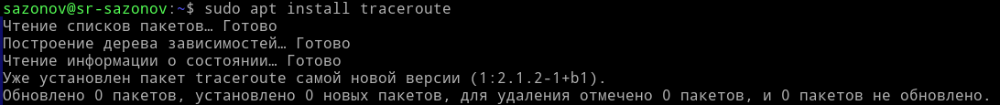 sazonov@sr-sazonov:~$ sudo apt install traceroute
Чтение списков пакетов… Готово
Построение дерева зависимостей… Готово
Чтение информации о состоянии… Готово
Уже установлен пакет traceroute самой новой версии (1:2.1.2-1+b1).
Обновлено 0 пакетов, установлено 0 новых пакетов, для удаления отмечено 0 пакетов, и 0 пакетов не обновлено.